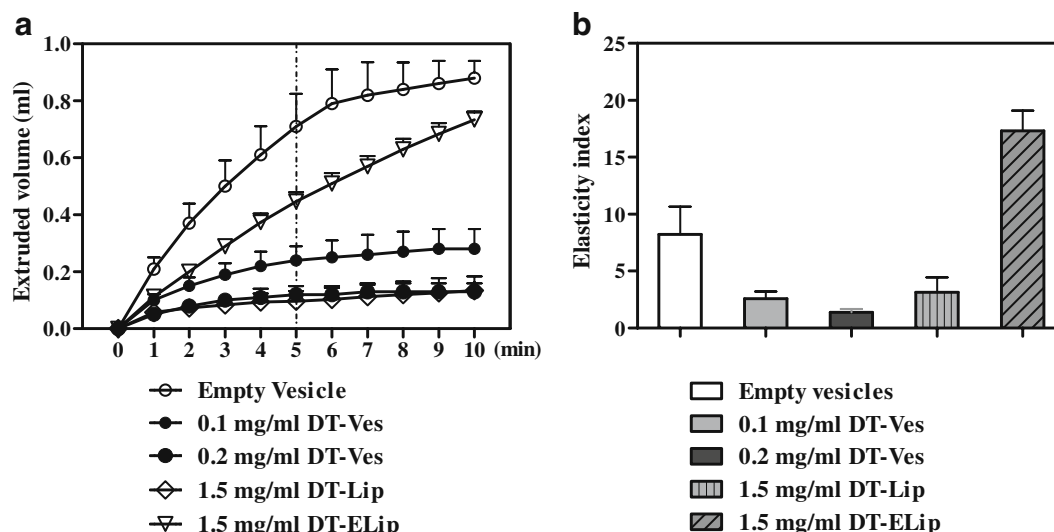 a
Extruded volume (ml)
1.0
0.8
0.6
0.4
0.2
0.0
0 1 2 3 4 5 6 7 8 9 10 (min)
Empty Vesicle
0.1 mg/ml DT-Ves
0.2 mg/ml DT-Ves
1.5 mg/ml DT-Lip
1.5 mg/ml DT-ELip
b
Elasticity index
25
20
15
10
5
0
Empty vesicles
0.1 mg/ml DT-Ves
0.2 mg/ml DT-Ves
1.5 mg/ml DT-Lip
1.5 mg/ml DT-ELip